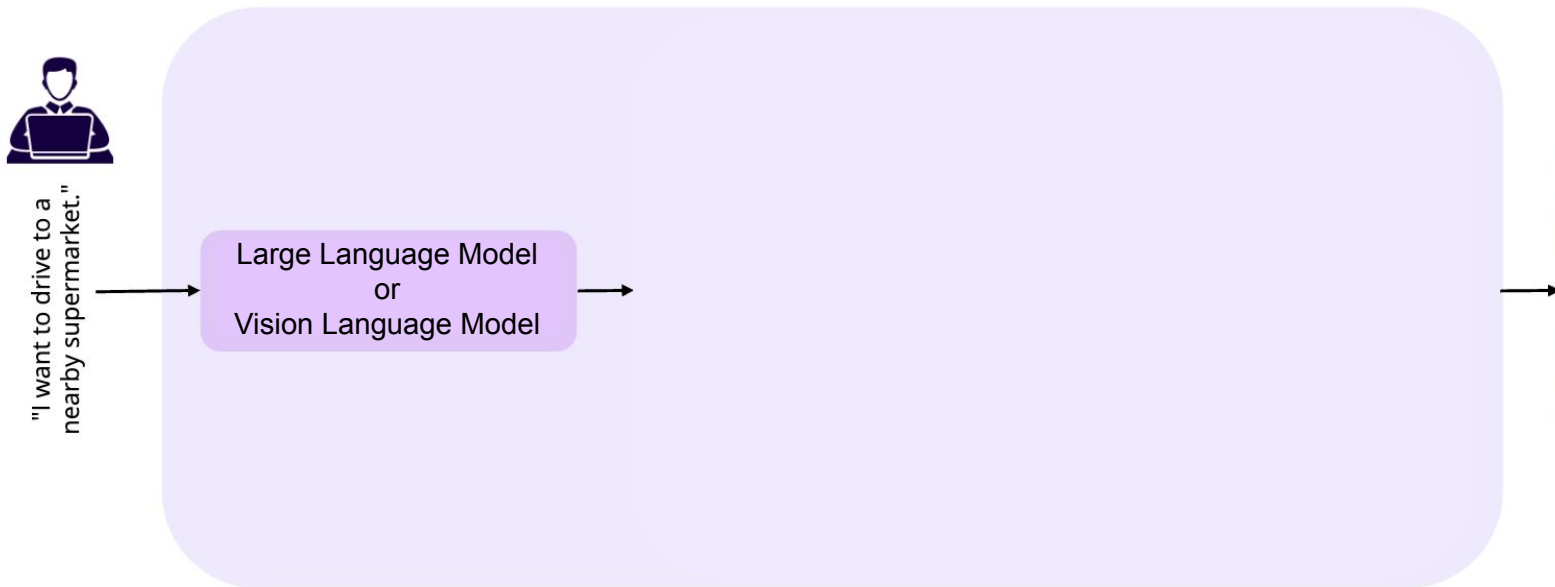 "I want to drive to a
nearby supermarket."
Large Language Model
or
Vision Language Model